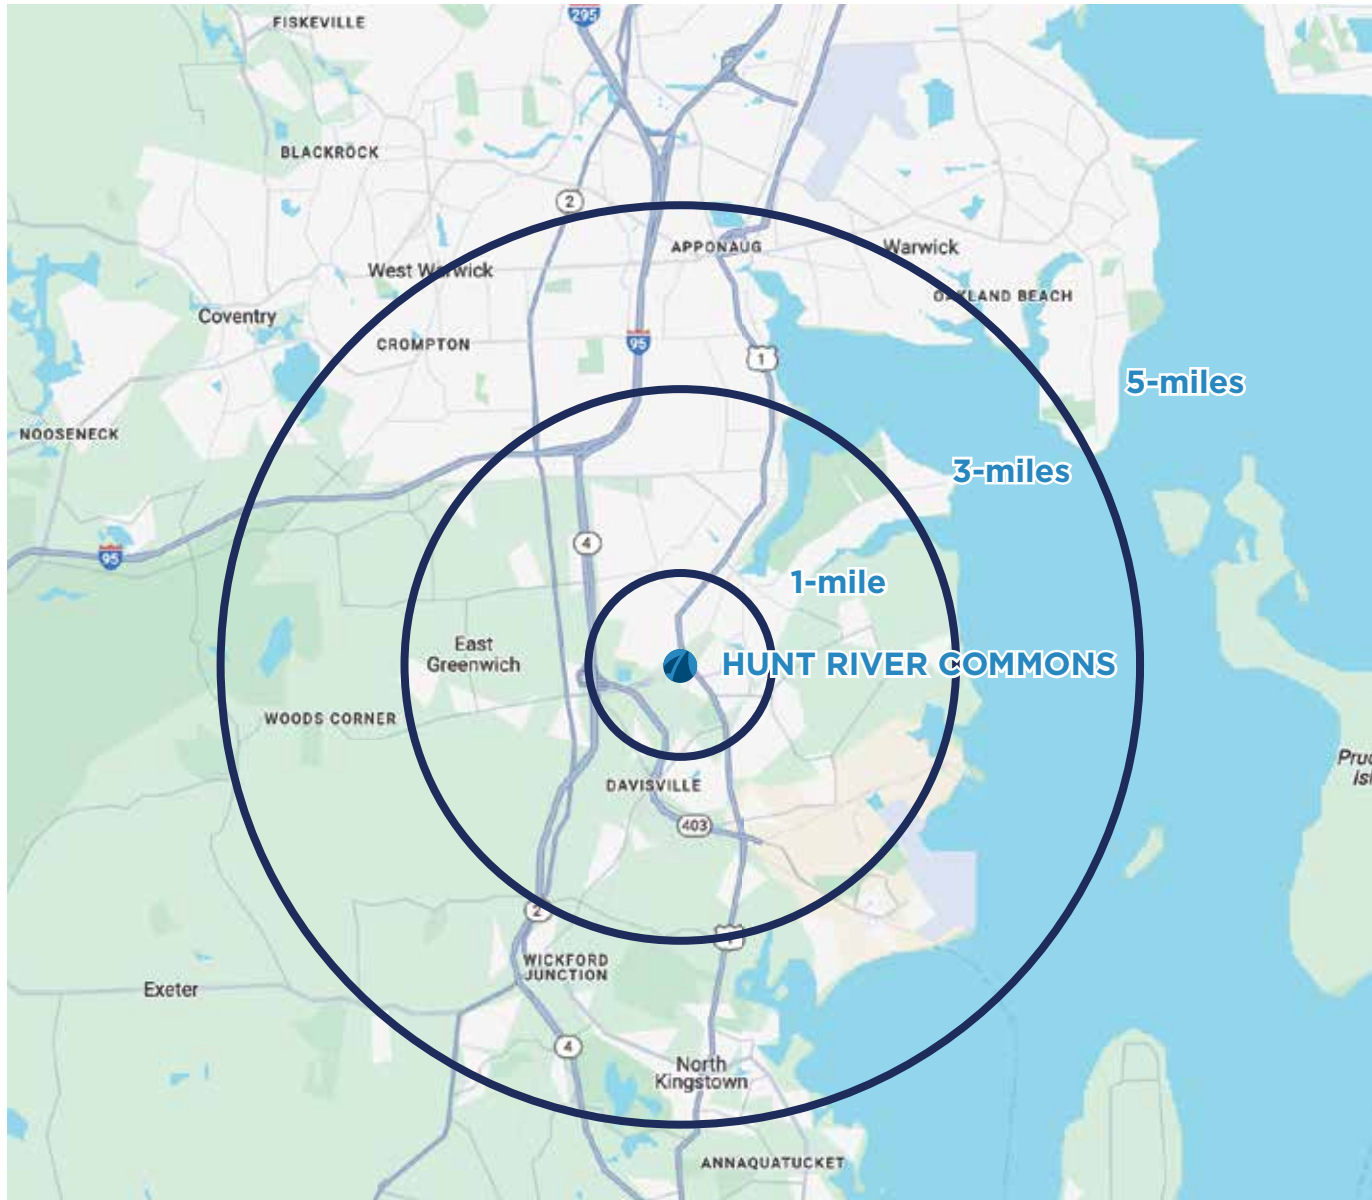 FISKEVILLE
295
BLACKROCK
2
APPONAUG
Warwick
West Warwick
OAKLAND BEACH
Coventry
CROMPTON
95
1
5-miles
NOOSENECK
3-miles
4
95
1-mile
East
Greenwich
HUNT RIVER COMMONS
WOODS CORNER
Pru
Isl
DAVISVILLE
403
2
1
WICKFORD
JUNCTION
Exeter
4
North
Kingstown
ANNAQUATUCKET